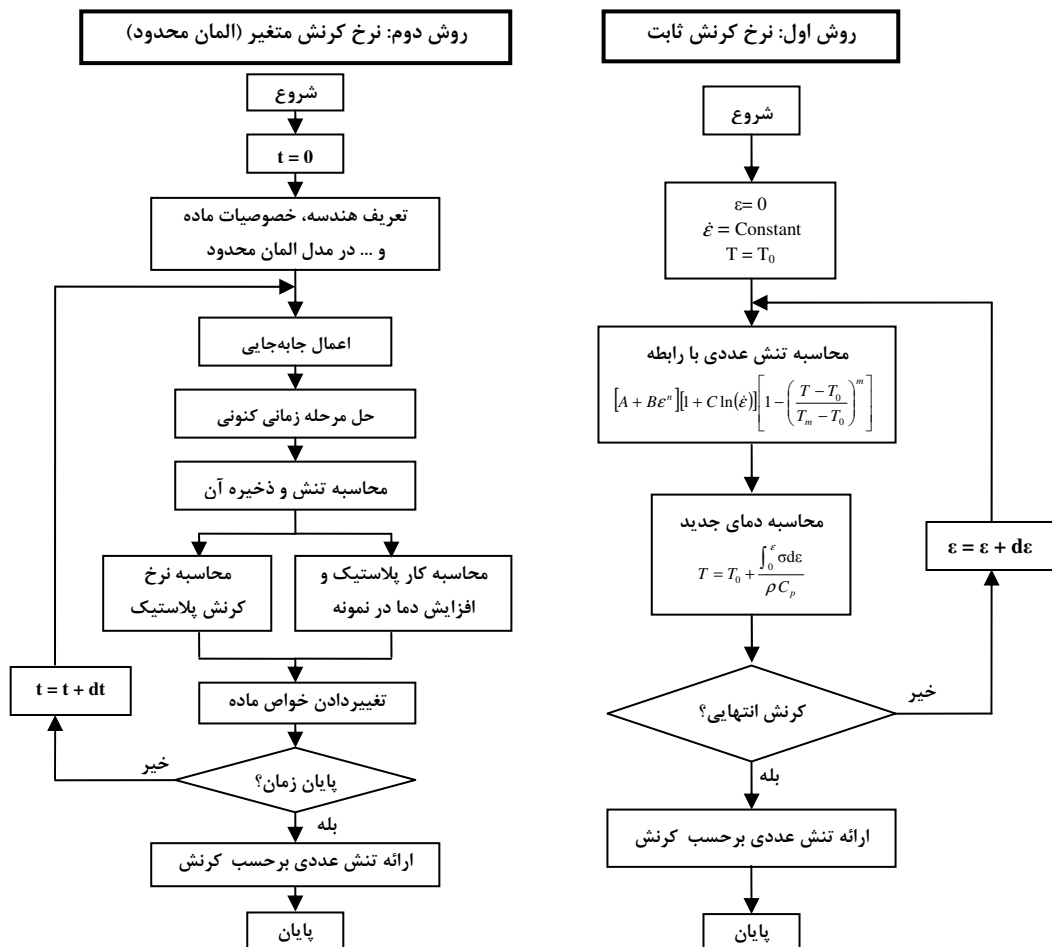 روش اول: نرخ کرنش ثابت
شروع
ε= 0
ε̇ = Constant
T = T₀
محاسبه تنش عددی با رابطه
[A + Bεⁿ][1 + C ln(ε̇)][1 − ((T − T₀)/(Tₘ − T₀))ᵐ]
محاسبه دمای جدید
T = T₀ + (∫₀^ε σdε)/(ρ Cₚ)
ε = ε + dε
کرنش انتهایی؟
خیر
بله
ارائه تنش عددی برحسب کرنش
پایان
روش دوم: نرخ کرنش متغیر (المان محدود)
شروع
t = 0
تعریف هندسه، خصوصیات ماده
و ... در مدل المان محدود
اعمال جابه‌جایی
حل مرحله زمانی کنونی
محاسبه تنش و ذخیره آن
محاسبه کار پلاستیک و
افزایش دما در نمونه
محاسبه نرخ
کرنش پلاستیک
تغییردادن خواص ماده
t = t + dt
پایان زمان؟
خیر
بله
ارائه تنش عددی برحسب کرنش
پایان